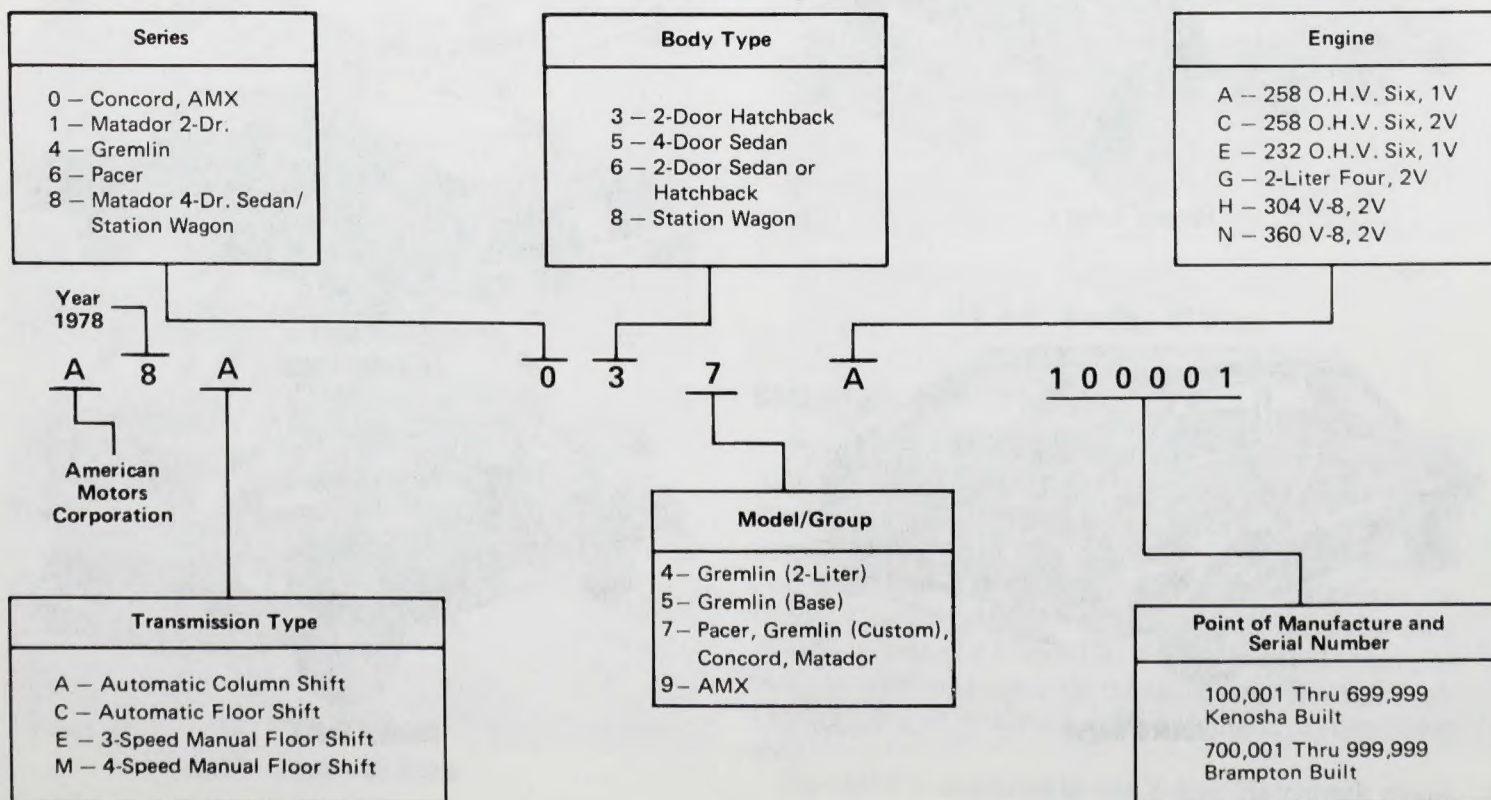 Series
0 – Concord, AMX
1 – Matador 2-Dr.
4 – Gremlin
6 – Pacer
8 – Matador 4-Dr. Sedan/
Station Wagon
Body Type
3 – 2-Door Hatchback
5 – 4-Door Sedan
6 – 2-Door Sedan or
Hatchback
8 – Station Wagon
Engine
A – 258 O.H.V. Six, 1V
C – 258 O.H.V. Six, 2V
E – 232 O.H.V. Six, 1V
G – 2-Liter Four, 2V
H – 304 V-8, 2V
N – 360 V-8, 2V
Year
1978
A 8 A 0 3 7 A 1 0 0 0 0 1
American
Motors
Corporation
Transmission Type
A – Automatic Column Shift
C – Automatic Floor Shift
E – 3-Speed Manual Floor Shift
M – 4-Speed Manual Floor Shift
Model/Group
4 – Gremlin (2-Liter)
5 – Gremlin (Base)
7 – Pacer, Gremlin (Custom),
Concord, Matador
9 – AMX
Point of Manufacture and
Serial Number
100,001 Thru 699,999
Kenosha Built
700,001 Thru 999,999
Brampton Built